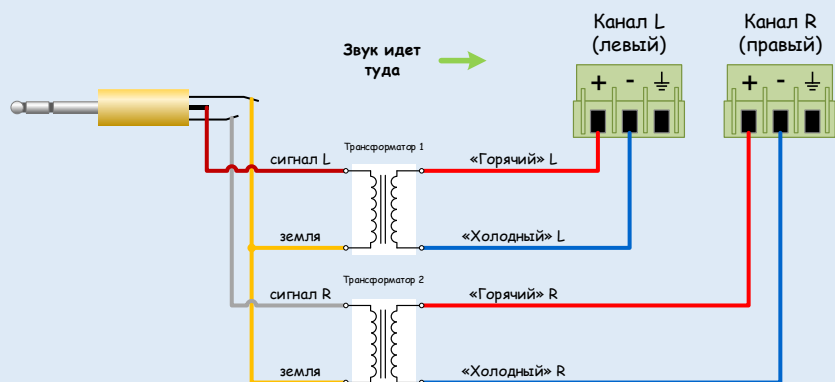 Звук идет
туда
Канал L
(левый)
Канал R
(правый)
+ - ⏚
+ - ⏚
Трансформатор 1
сигнал L
«Горячий» L
земля
«Холодный» L
Трансформатор 2
сигнал R
«Горячий» R
земля
«Холодный» R